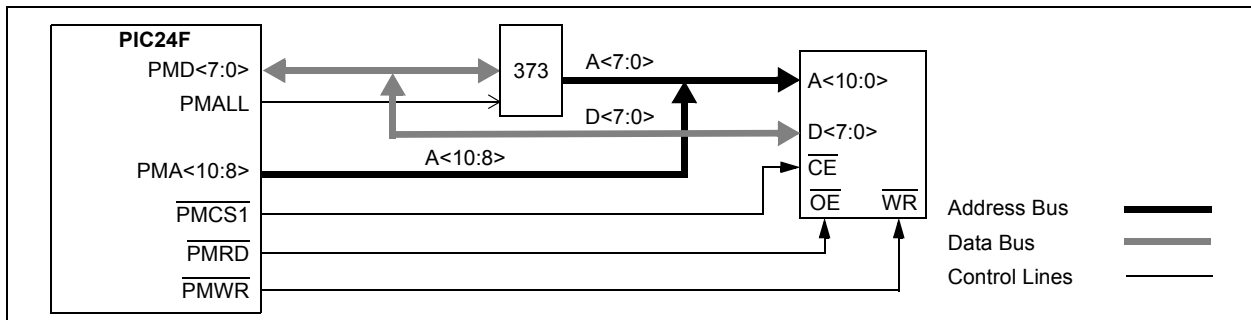 PIC24F
PMD<7:0>
373
A<7:0>
A<10:0>
PMALL
D<7:0>
D<7:0>
A<10:8>
PMA<10:8>
CE
PMCS1
OE WR
Address Bus
PMRD
Data Bus
Control Lines
PMWR